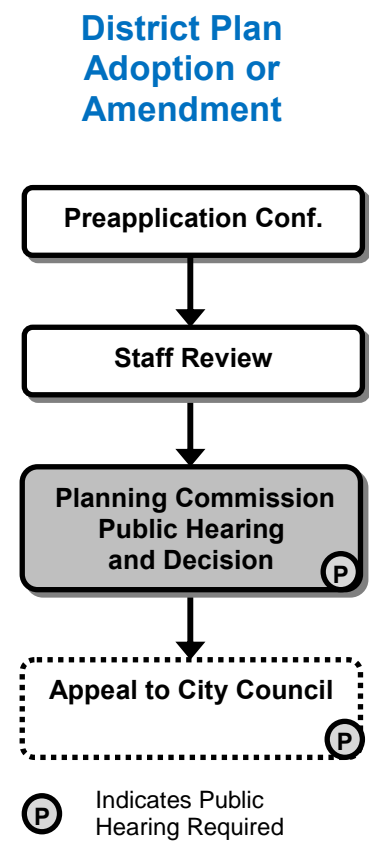 District Plan
Adoption or
Amendment
Preapplication Conf.
Staff Review
Planning Commission
Public Hearing
and Decision
P
Appeal to City Council
P
P
Indicates Public
Hearing Required